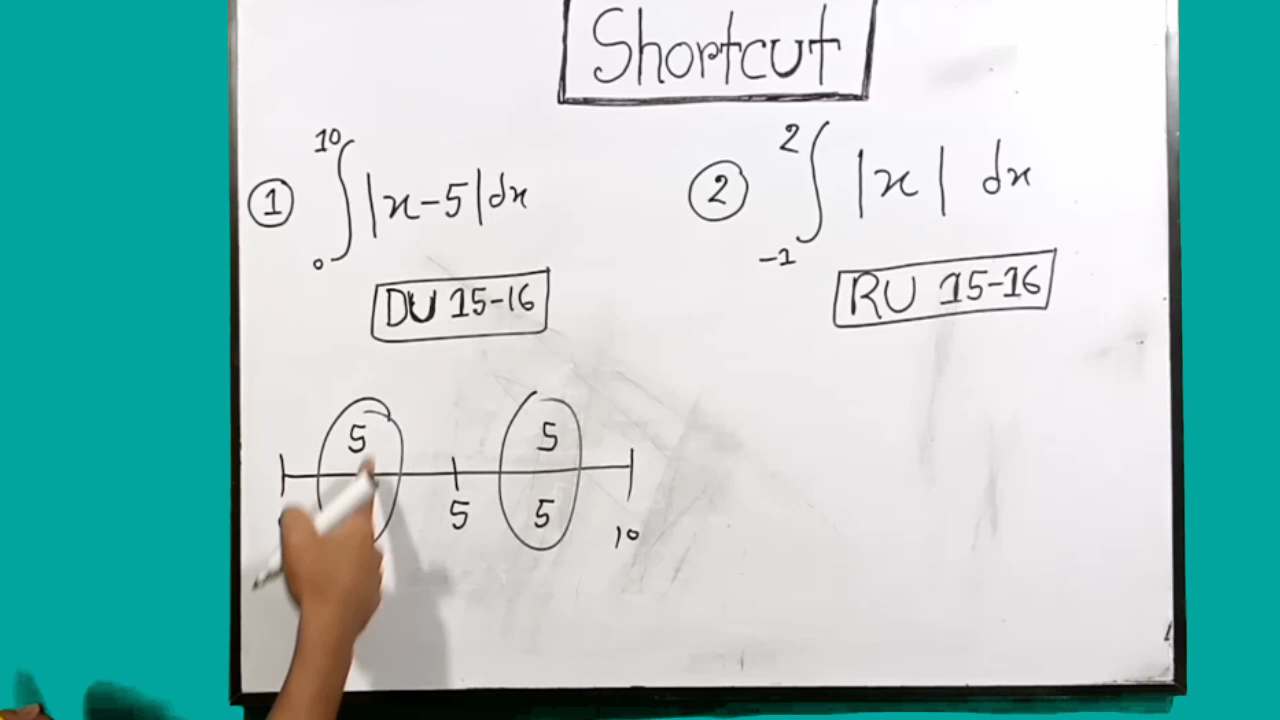 Shortcut
① ∫₀¹⁰ |x-5|dx
DU 15-16
② ∫₋₁² |x| dx
RU 15-16
5 5
5 5 10